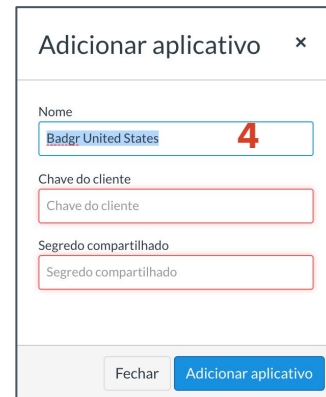 Adicionar aplicativo ×
Nome
Badgr United States 4
Chave do cliente
Chave do cliente
Segredo compartilhado
Segredo compartilhado
Fechar Adicionar aplicativo